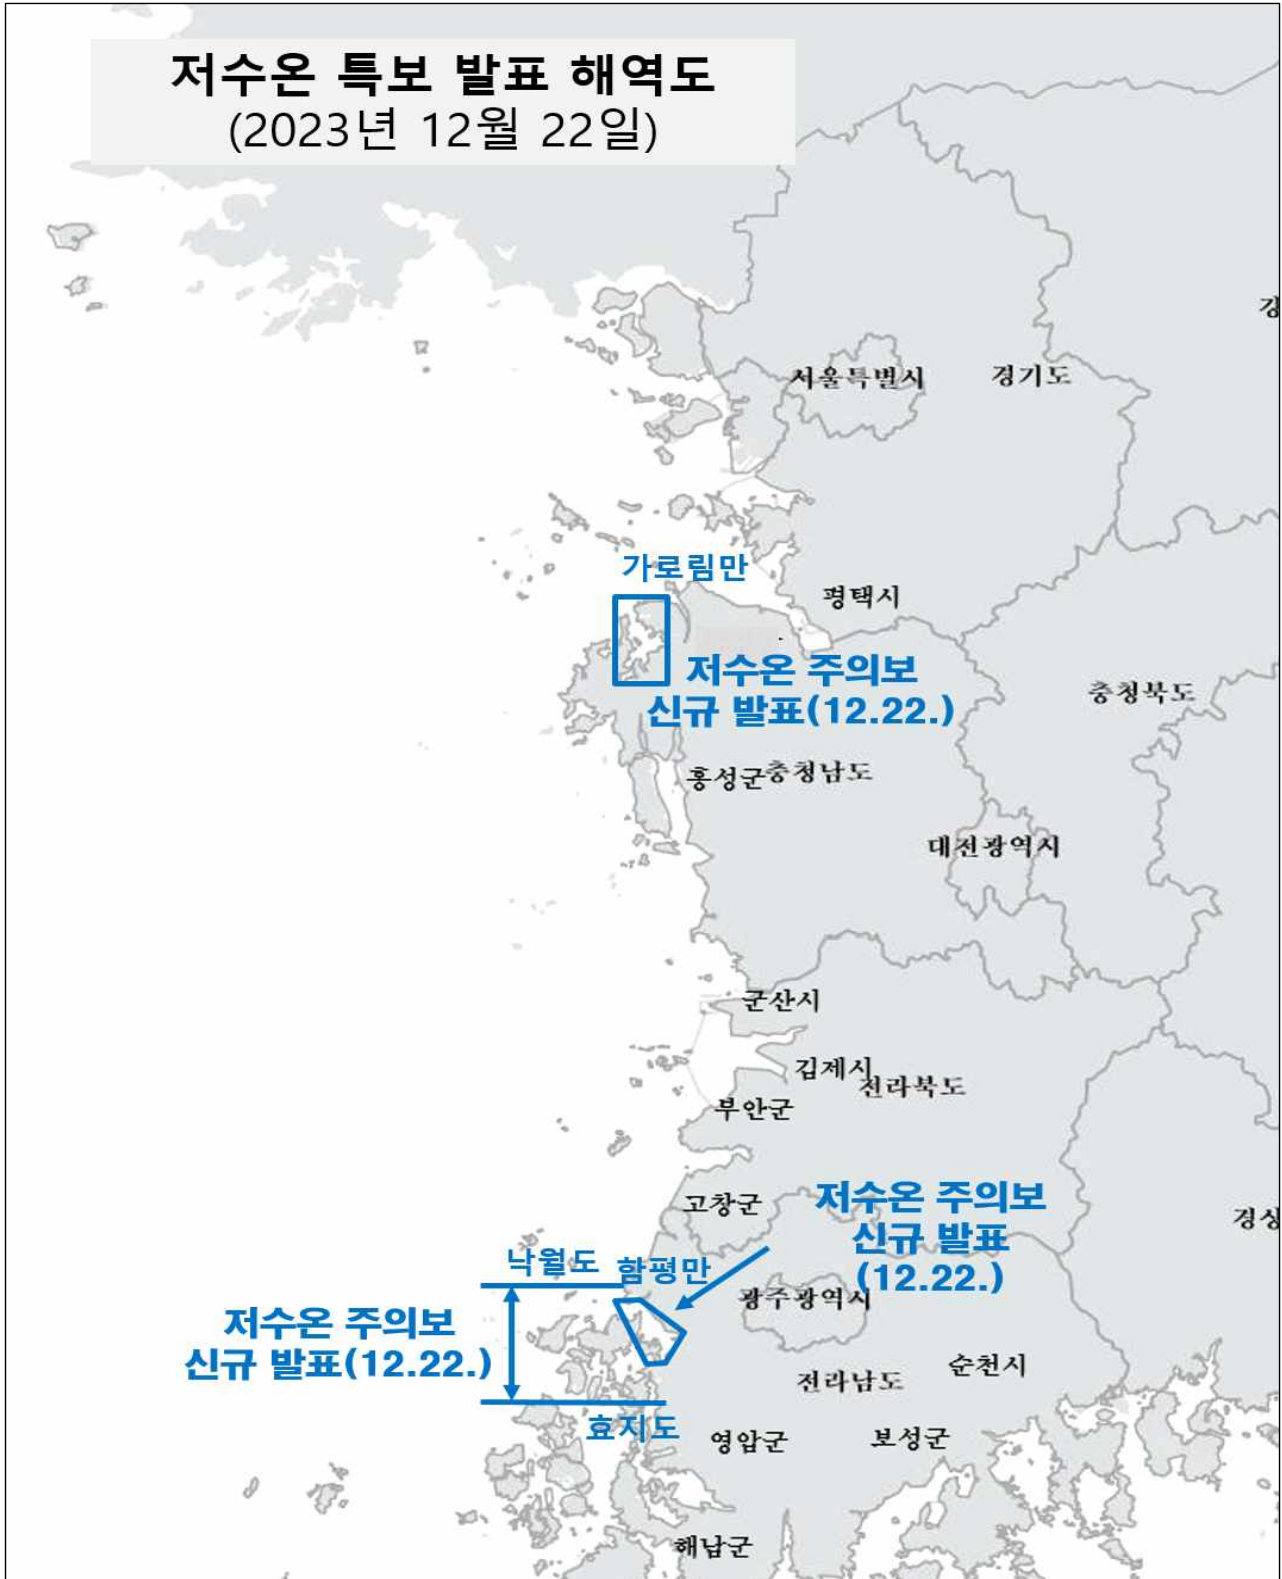 저수온 특보 발표 해역도
(2023년 12월 22일)
강
서울특별시
경기도
가로림만
평택시
저수온 주의보
신규 발표(12.22.)
충청북도
홍성군
충청남도
대전광역시
군산시
김제시
전라북도
부안군
고창군
저수온 주의보
신규 발표
(12.22.)
경상
낙월도
함평만
광주광역시
저수온 주의보
신규 발표(12.22.)
순천시
전라남도
효지도
영암군
보성군
해남군